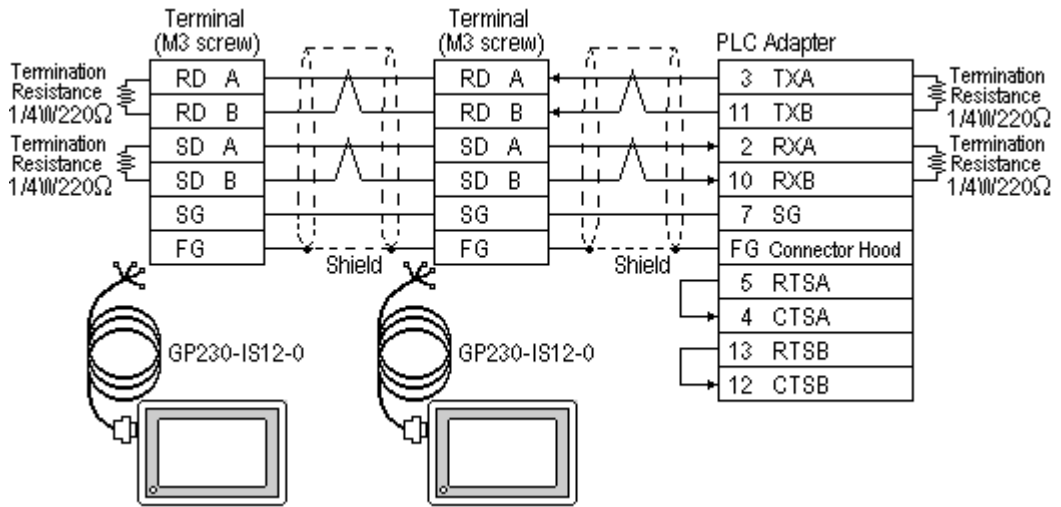 Terminal
(M3 screw)
Terminal
(M3 screw)
PLC Adapter
Termination
Resistance
1/4W220Ω
Termination
Resistance
1/4W220Ω
RD A
RD B
SD A
SD B
SG
FG
Shield
RD A
RD B
SD A
SD B
SG
FG
Shield
3 TXA
11 TXB
2 RXA
10 RXB
7 SG
FG Connector Hood
5 RTSA
4 CTSA
13 RTSB
12 CTSB
Termination
Resistance
1/4W220Ω
Termination
Resistance
1/4W220Ω
GP230-IS12-0
GP230-IS12-0